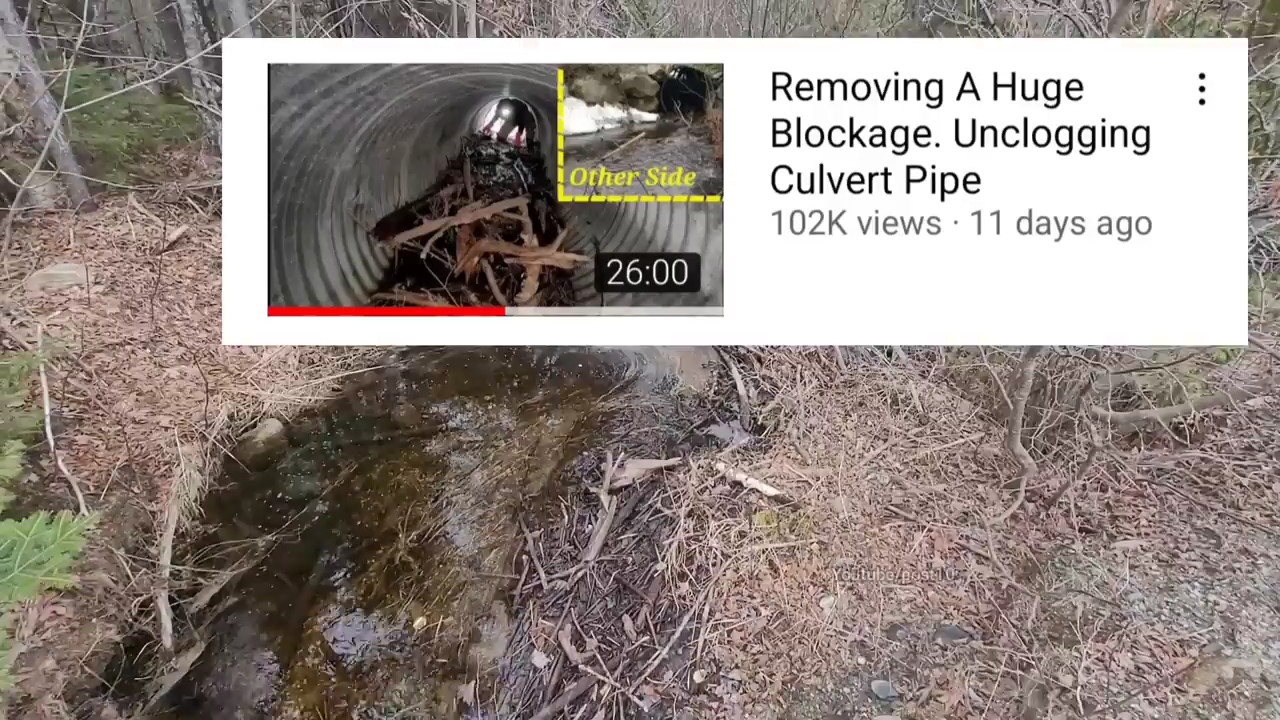 Removing A Huge
Blockage. Unclogging
Culvert Pipe
102K views · 11 days ago
Other Side
26:00